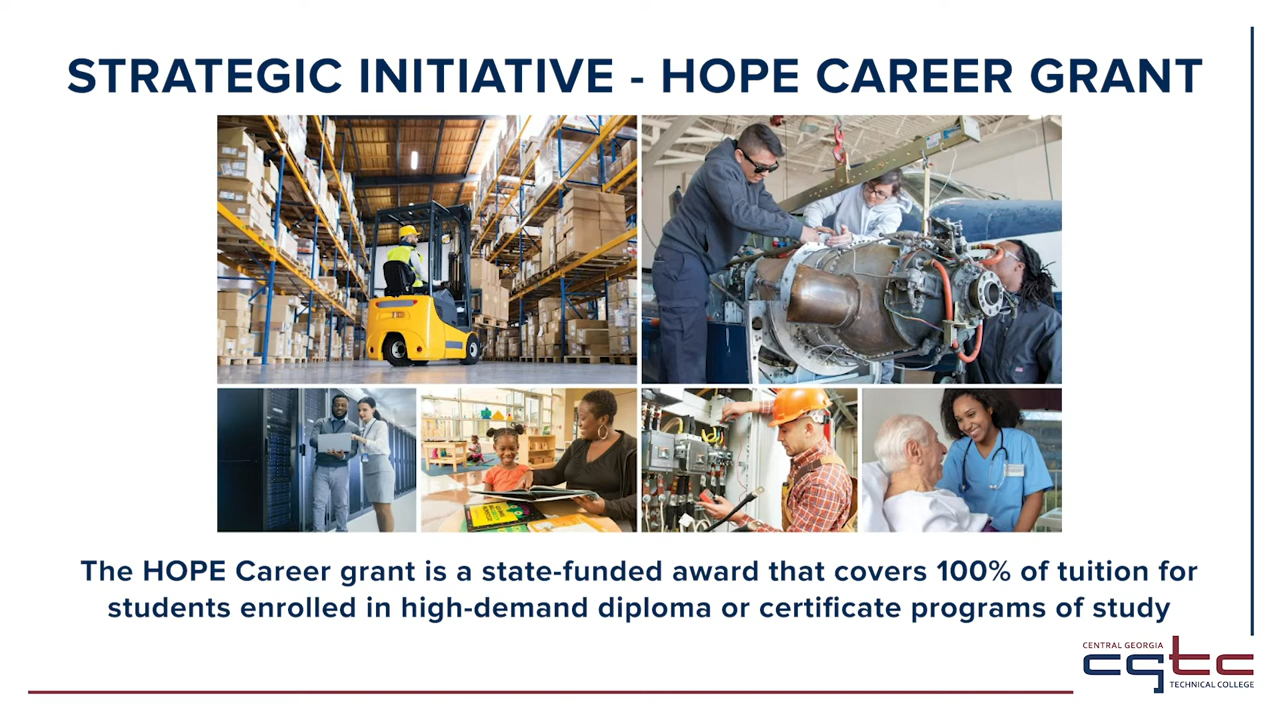 STRATEGIC INITIATIVE - HOPE CAREER GRANT
The HOPE Career grant is a state-funded award that covers 100% of tuition for
students enrolled in high-demand diploma or certificate programs of study
CENTRAL GEORGIA
cgtc
TECHNICAL COLLEGE